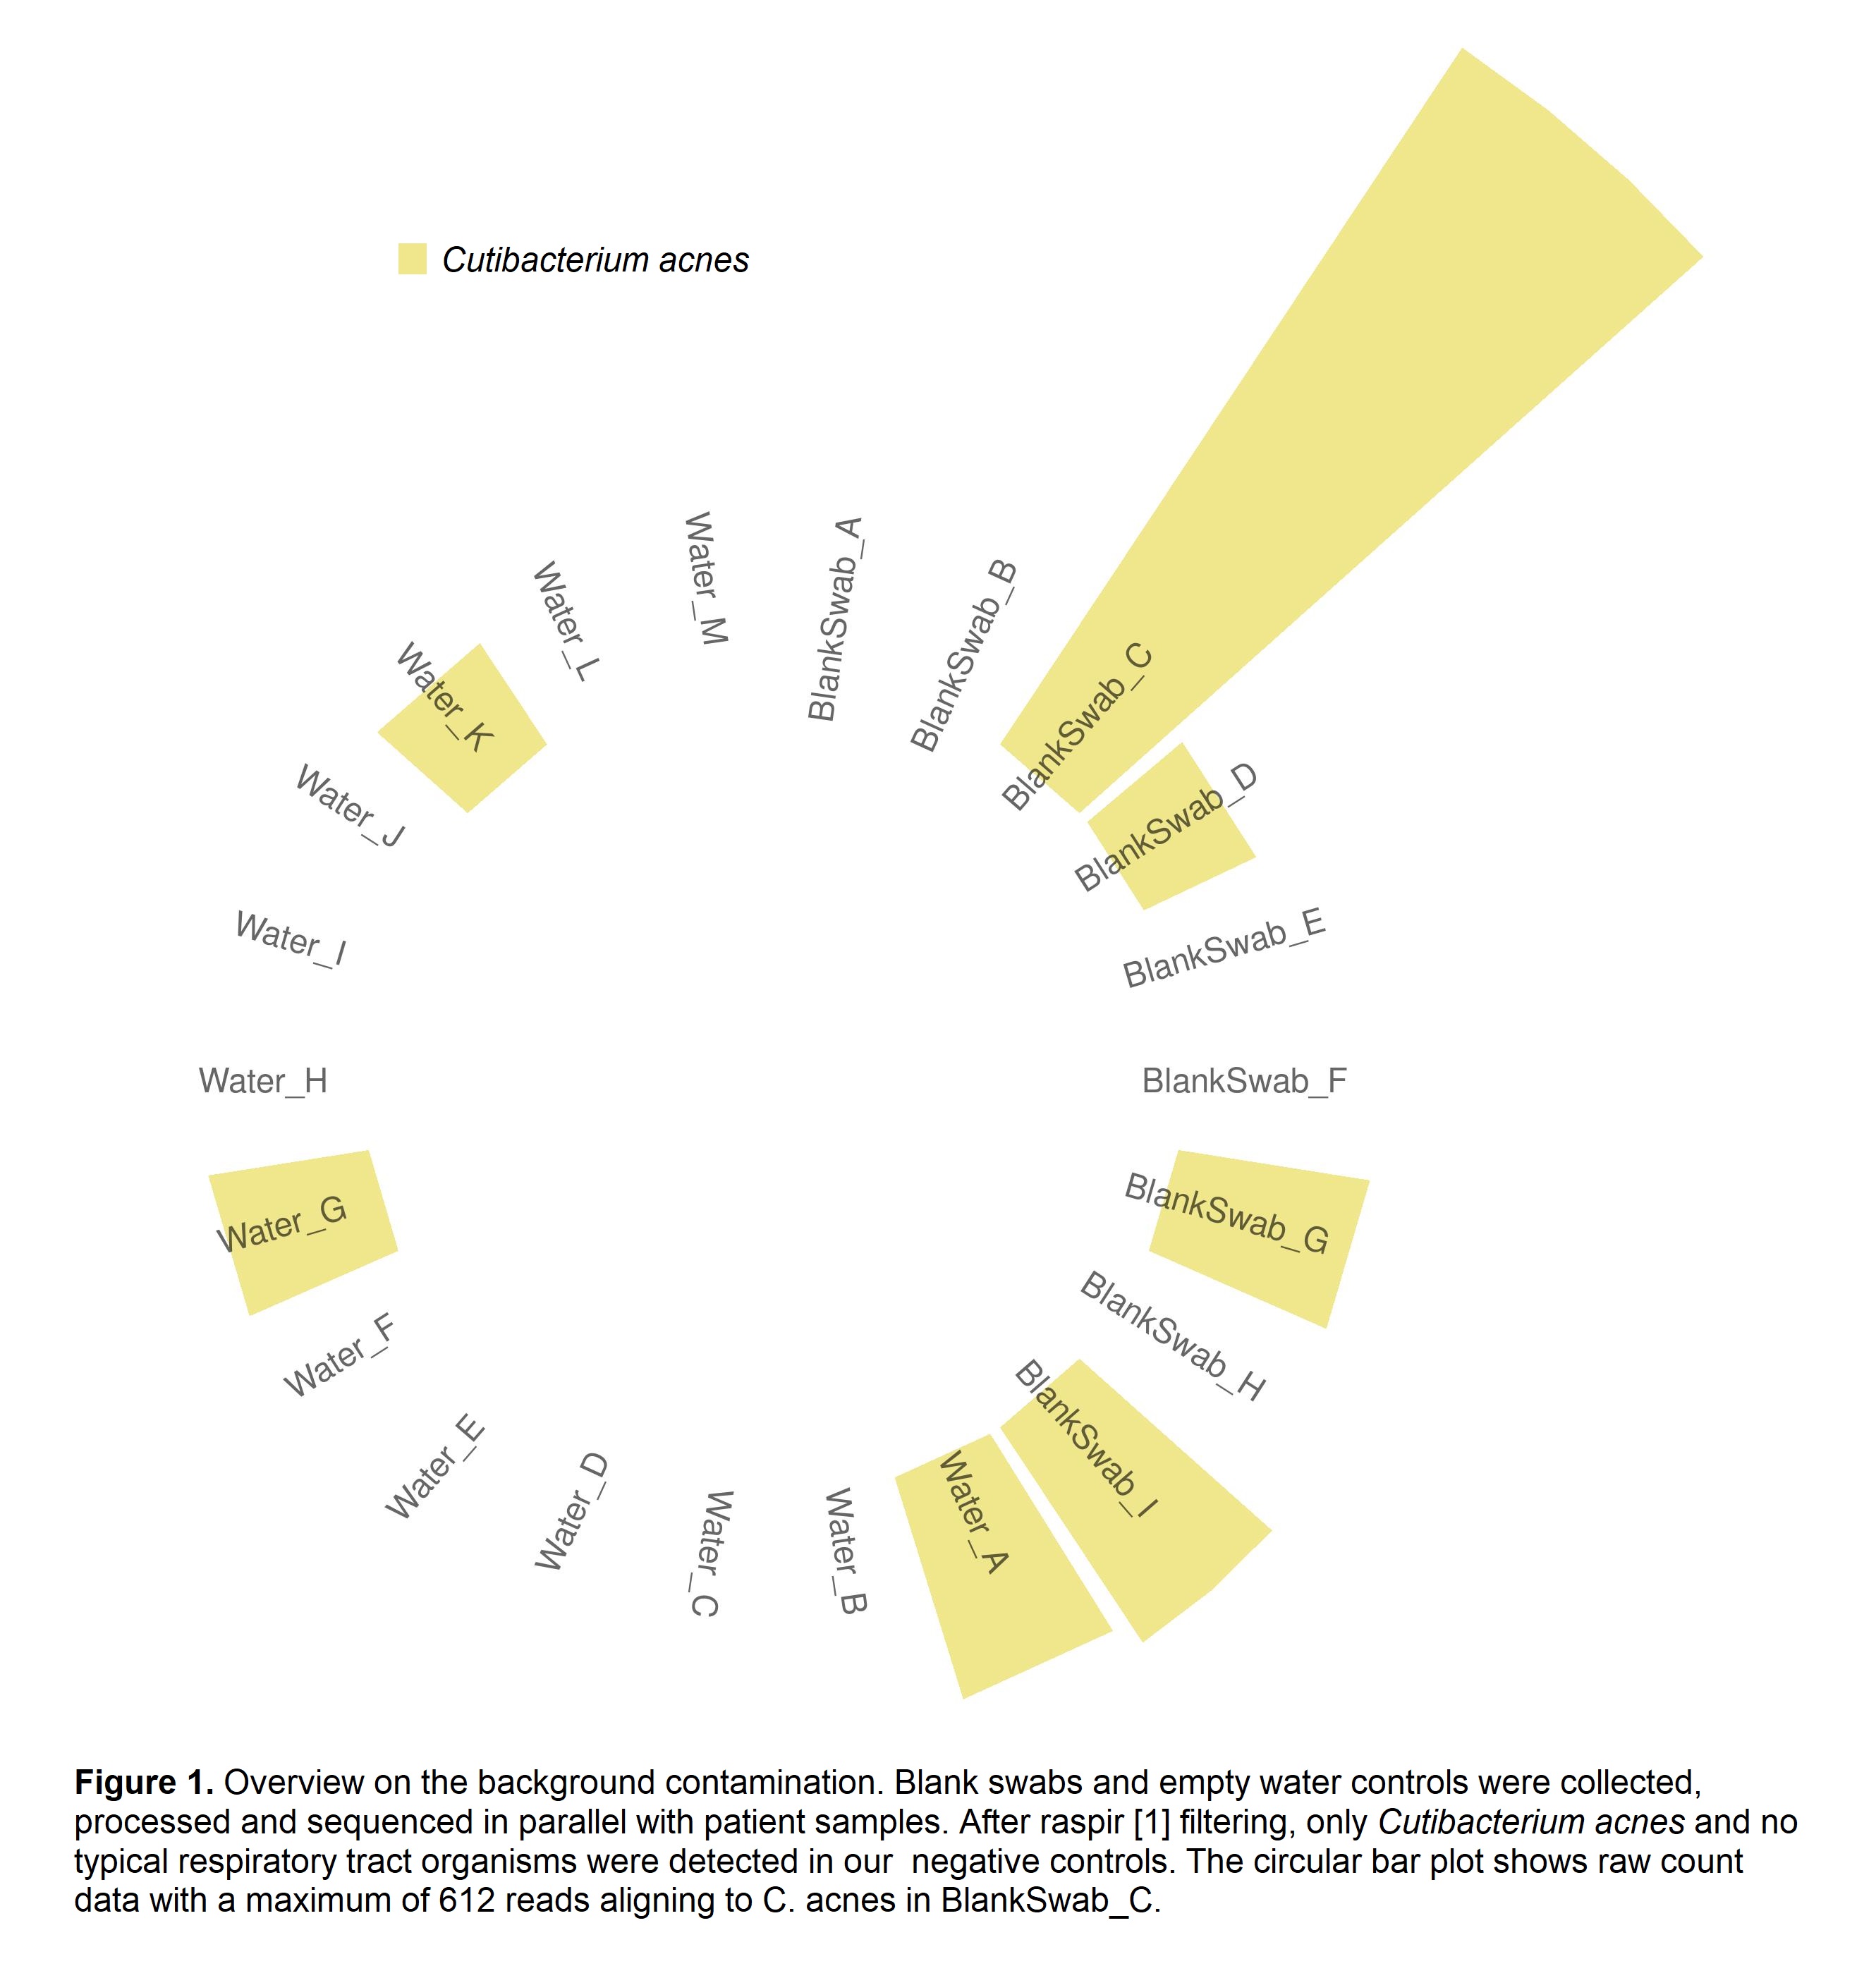 Cutibacterium acnes
Water_M
BlankSwab_A
BlankSwab_B
BlankSwab_C
BlankSwab_D
BlankSwab_E
BlankSwab_F
BlankSwab_G
BlankSwab_H
BlankSwab_I
Water_A
Water_B
Water_C
Water_D
Water_E
Water_F
Water_G
Water_H
Water_I
Water_J
Water_K
Water_L
Figure 1. Overview on the background contamination. Blank swabs and empty water controls were collected,
processed and sequenced in parallel with patient samples. After raspir [1] filtering, only Cutibacterium acnes and no
typical respiratory tract organisms were detected in our  negative controls. The circular bar plot shows raw count
data with a maximum of 612 reads aligning to C. acnes in BlankSwab_C.